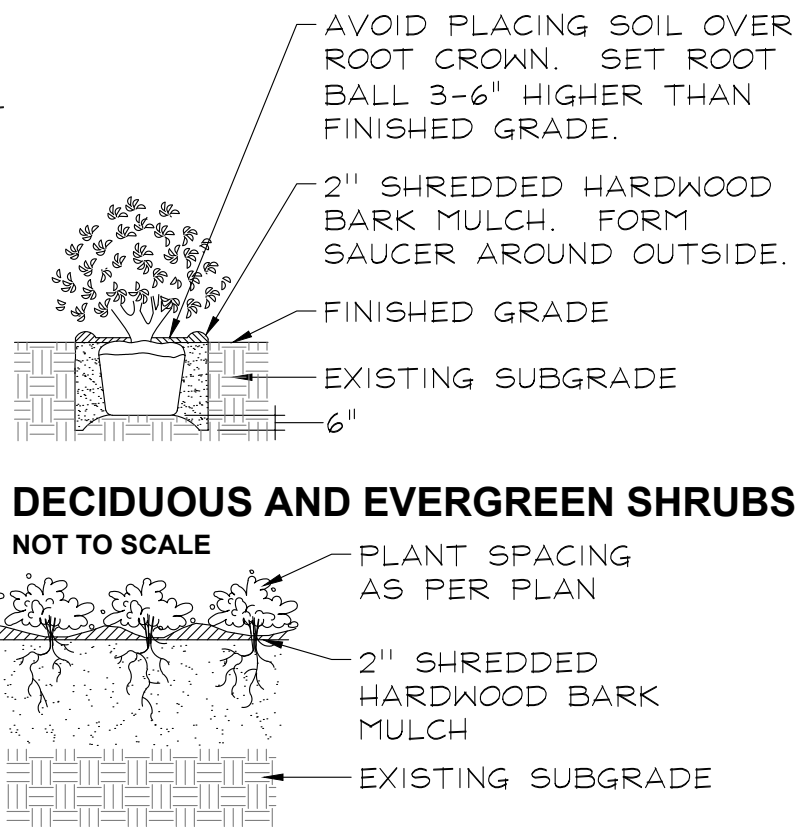 AVOID PLACING SOIL OVER
ROOT CROWN. SET ROOT
BALL 3-6" HIGHER THAN
FINISHED GRADE.
2" SHREDDED HARDWOOD
BARK MULCH. FORM
SAUCER AROUND OUTSIDE.
FINISHED GRADE
EXISTING SUBGRADE
6"
DECIDUOUS AND EVERGREEN SHRUBS
NOT TO SCALE
PLANT SPACING
AS PER PLAN
2" SHREDDED
HARDWOOD BARK
MULCH
EXISTING SUBGRADE